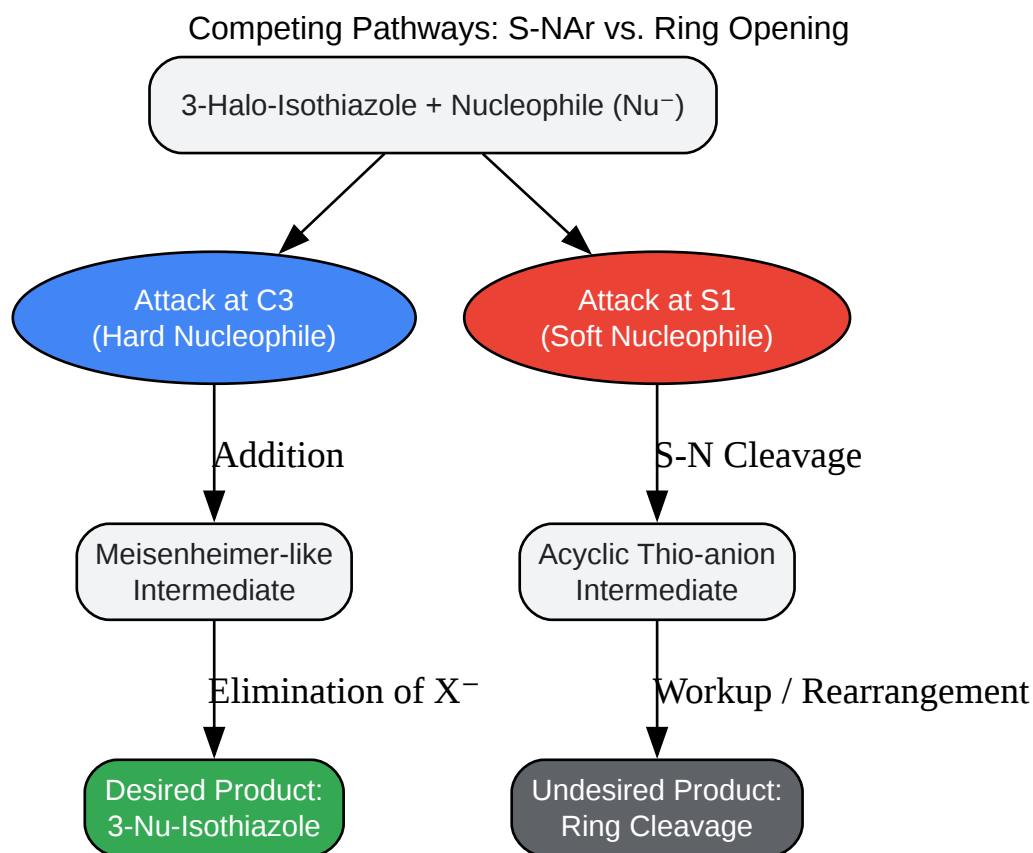 Competing Pathways: S-NAr vs. Ring Opening
3-Halo-Isothiazole + Nucleophile (Nu⁻)
Attack at C3
(Hard Nucleophile)
Attack at S1
(Soft Nucleophile)
Addition
S-N Cleavage
Meisenheimer-like
Intermediate
Acyclic Thio-anion
Intermediate
Elimination of X⁻
Workup / Rearrangement
Desired Product:
3-Nu-Isothiazole
Undesired Product:
Ring Cleavage